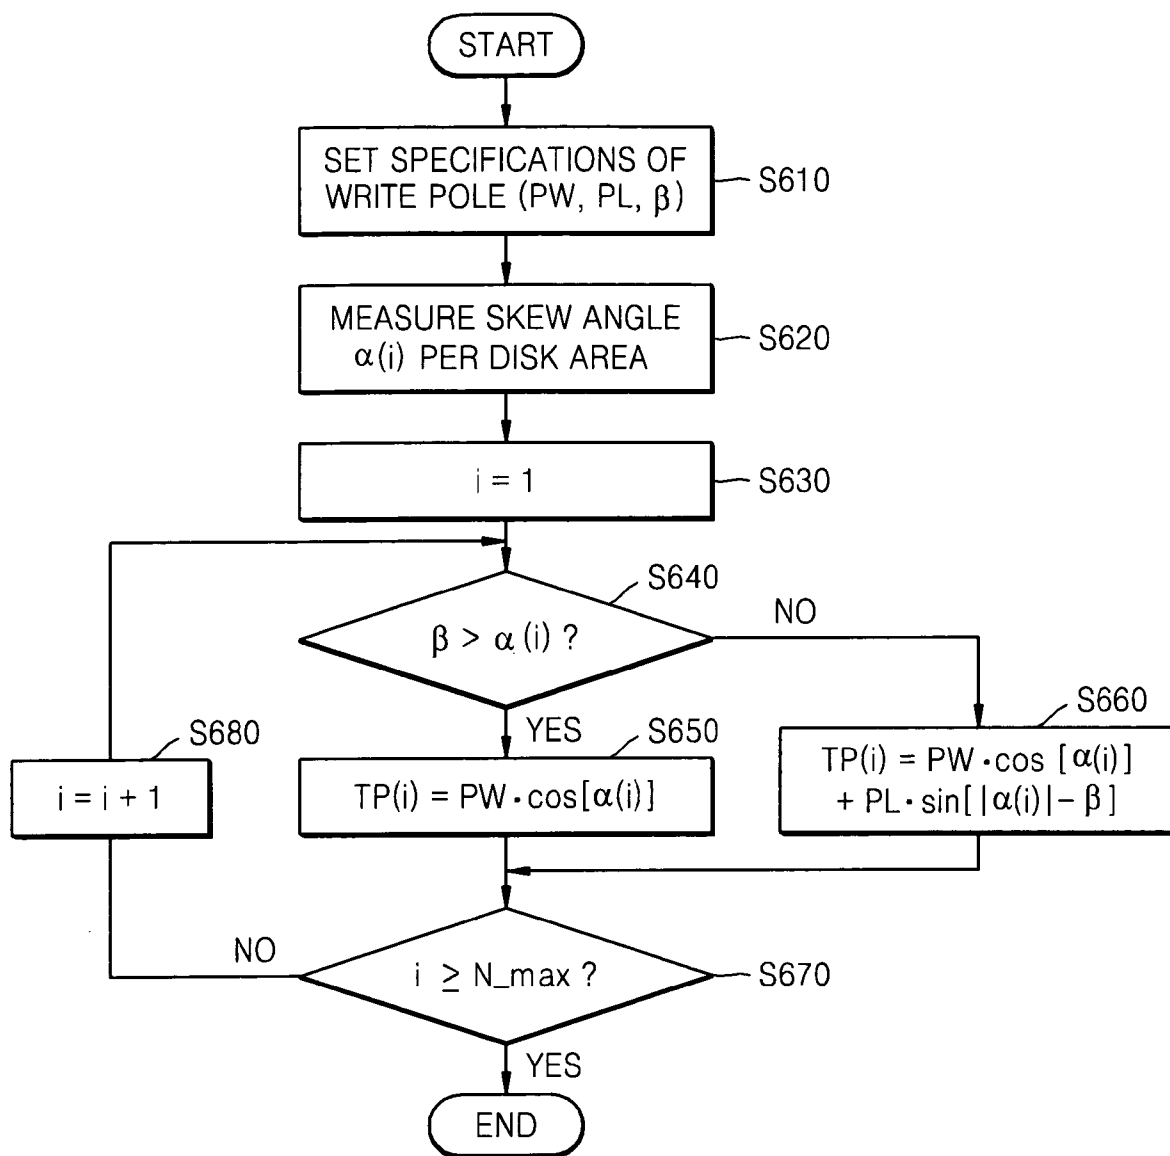 START
SET SPECIFICATIONS OF
WRITE POLE (PW, PL, β)
S610
MEASURE SKEW ANGLE
α(i) PER DISK AREA
S620
i = 1
S630
S640
β > α(i) ?
NO
YES
S650
TP(i) = PW·cos[α(i)]
S660
TP(i) = PW·cos [α(i)]
+ PL·sin[|α(i)|-β]
S680
i = i + 1
NO
i ≥ N_max ?
S670
YES
END